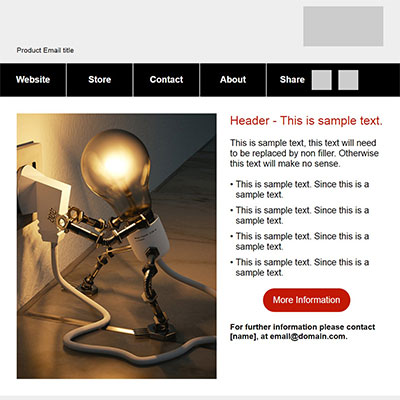 Product Email title
Website Store Contact About Share
Header - This is sample text.
This is sample text, this text will need
to be replaced by non filler. Otherwise
this text will make no sense.
• This is sample text. Since this is a
sample text.
• This is sample text. Since this is a
sample text.
• This is sample text. Since this is a
sample text.
• This is sample text. Since this is a
sample text.
More Information
For further information please contact
[name], at email@domain.com.